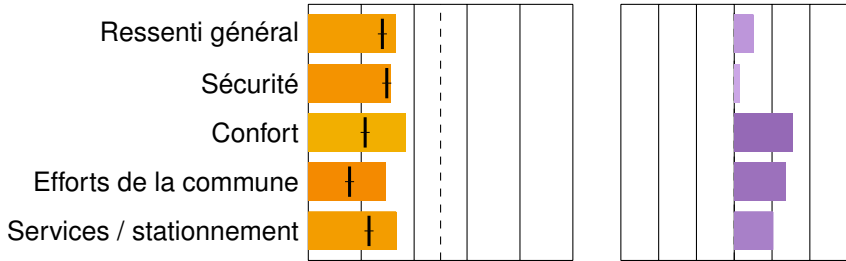 Ressenti général
Sécurité
Confort
Efforts de la commune
Services / stationnement